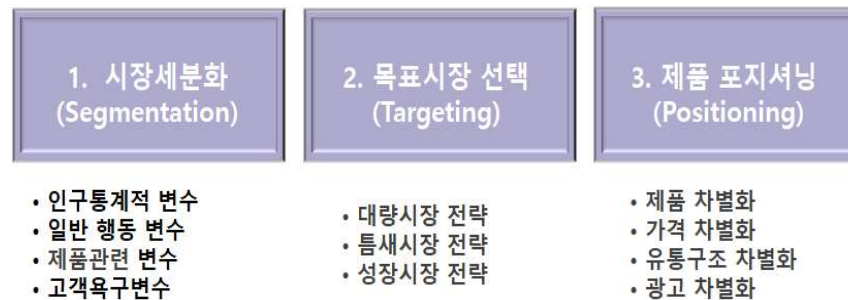 1. 시장세분화
(Segmentation)
2. 목표시장 선택
(Targeting)
3. 제품 포지셔닝
(Positioning)
• 인구통계적 변수
• 일반 행동 변수
• 제품관련 변수
• 고객욕구변수
• 대량시장 전략
• 틈새시장 전략
• 성장시장 전략
• 제품 차별화
• 가격 차별화
• 유통구조 차별화
• 광고 차별화